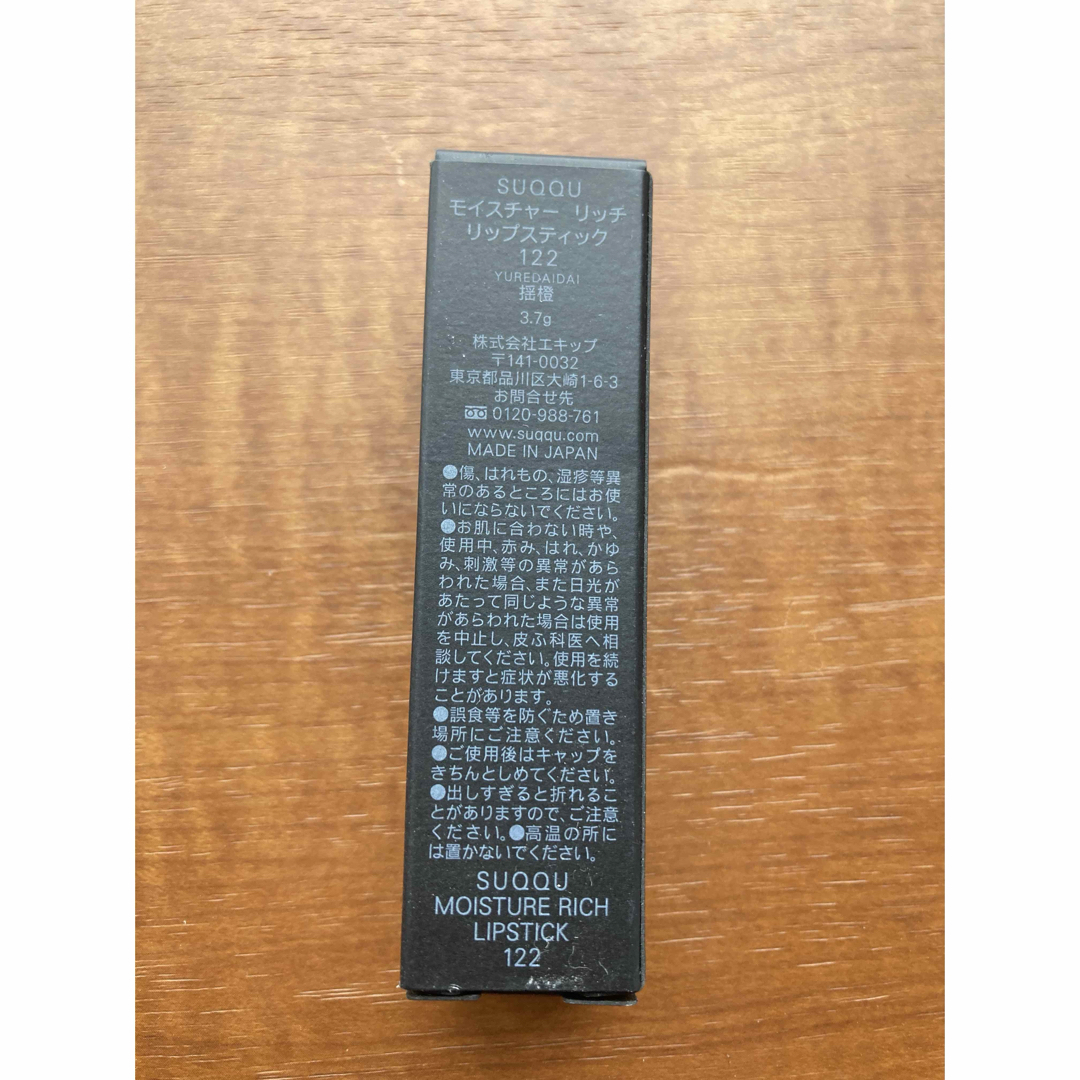 SUQQU
モイスチャー リッチ
リップスティック
122
YUREDAIDAI
揺橙
3.7g
株式会社エキップ
〒141-0032
東京都品川区大崎1-6-3
お問合せ先
0120-988-761
www.suqqu.com
MADE IN JAPAN
●傷、はれもの、湿疹等異
常のあるところにはお使
いにならないでください。
●お肌に合わない時や、
使用中、赤み、はれ、かゆ
み、刺激等の異常があら
われた場合、また日光が
あたって同じような異常
があらわれた場合は使用
を中止し、皮ふ科医へ相
談してください。使用を続
けますと症状が悪化する
ことがあります。
●誤食等を防ぐため置き
場所にご注意ください。
●ご使用後はキャップを
きちんとしめてください。
●出しすぎると折れるこ
とがありますので、ご注意
ください。●高温の所に
は置かないでください。
SUQQU
MOISTURE RICH
LIPSTICK
122